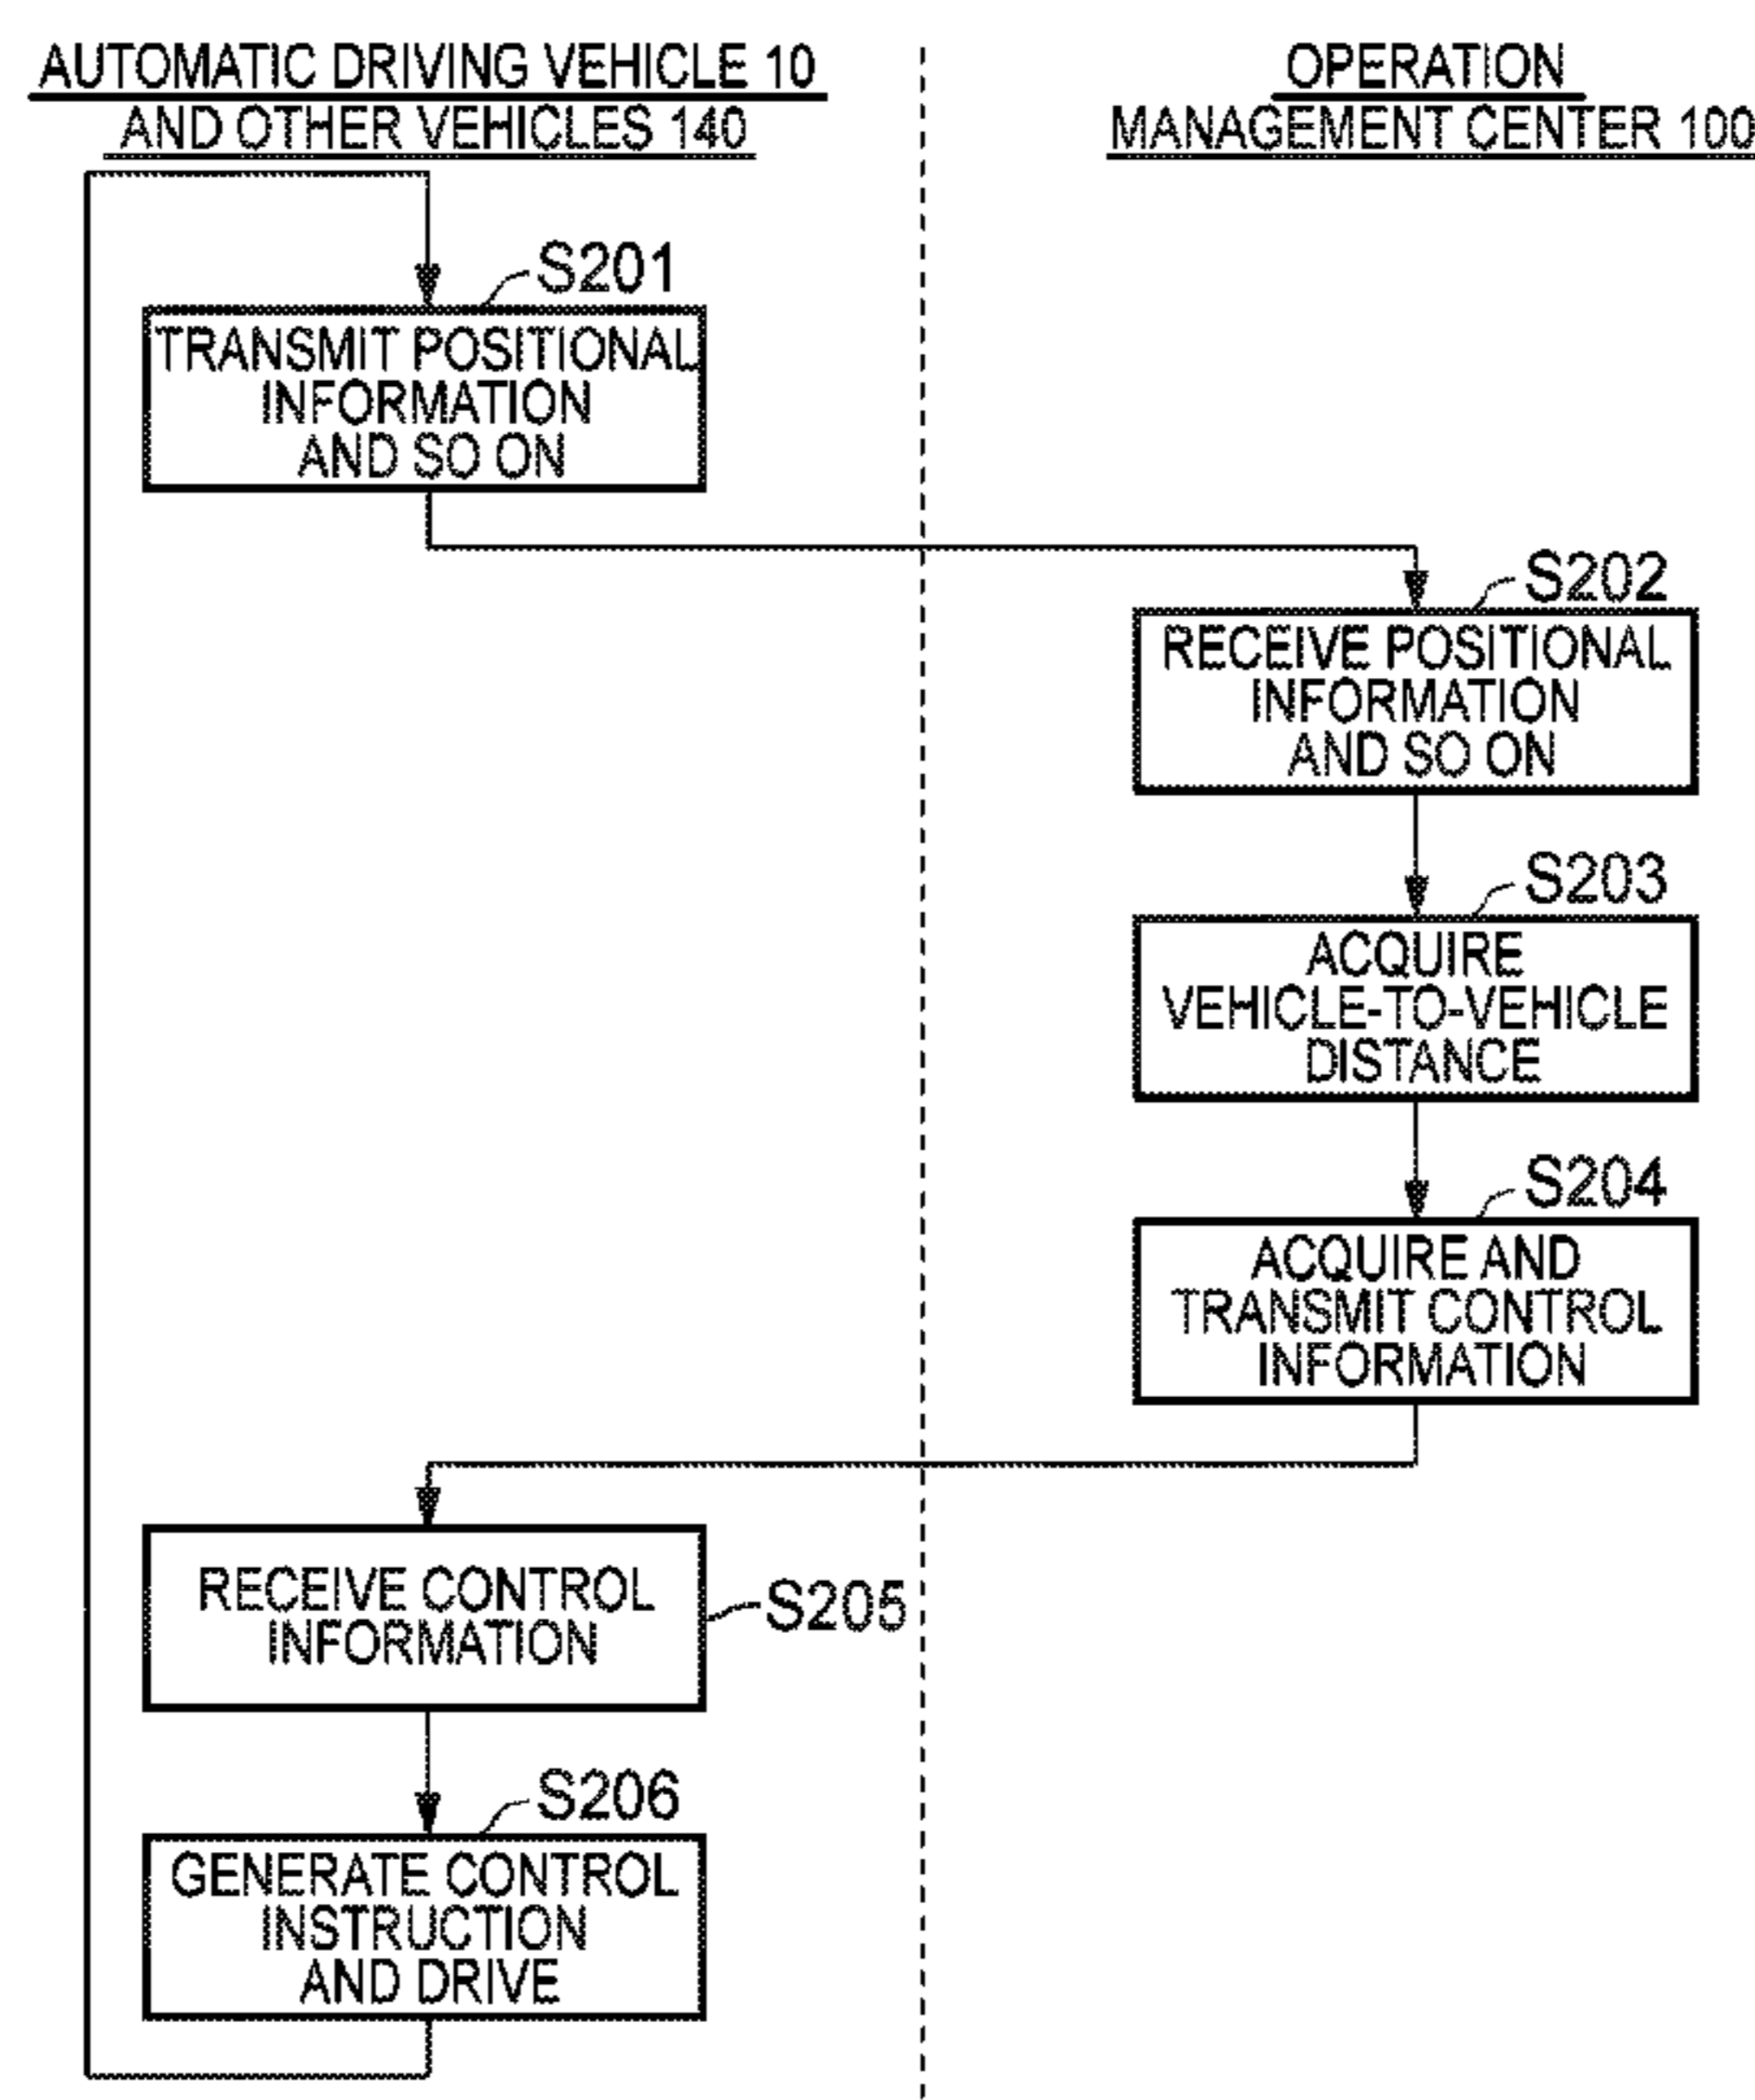 AUTOMATIC DRIVING VEHICLE 10
AND OTHER VEHICLES 140
OPERATION
MANAGEMENT CENTER 100
S201
TRANSMIT POSITIONAL
INFORMATION
AND SO ON
S202
RECEIVE POSITIONAL
INFORMATION
AND SO ON
S203
ACQUIRE
VEHICLE-TO-VEHICLE
DISTANCE
S204
ACQUIRE AND
TRANSMIT CONTROL
INFORMATION
RECEIVE CONTROL
INFORMATION
S205
S206
GENERATE CONTROL
INSTRUCTION
AND DRIVE